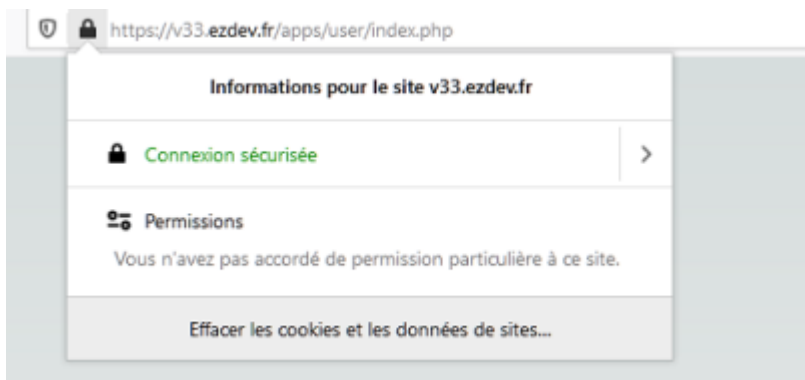 https://v33.ezdev.fr/apps/user/index.php
Informations pour le site v33.ezdev.fr
Connexion sécurisée
Permissions
Vous n'avez pas accordé de permission particulière à ce site.
Effacer les cookies et les données de sites...